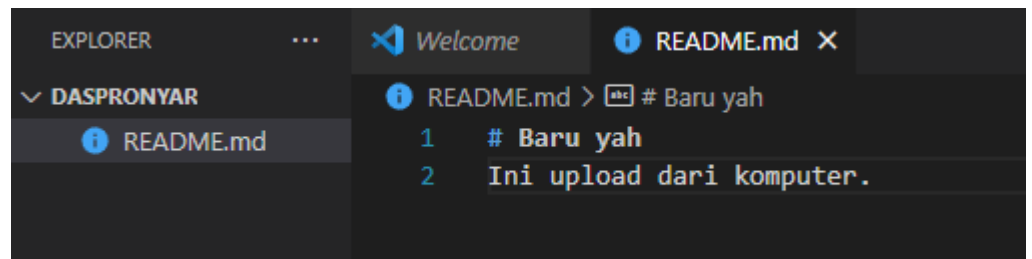 EXPLORER ...
Welcome
README.md
DASPRONYAR
README.md
README.md > # Baru yah
1 # Baru yah
2 Ini upload dari komputer.